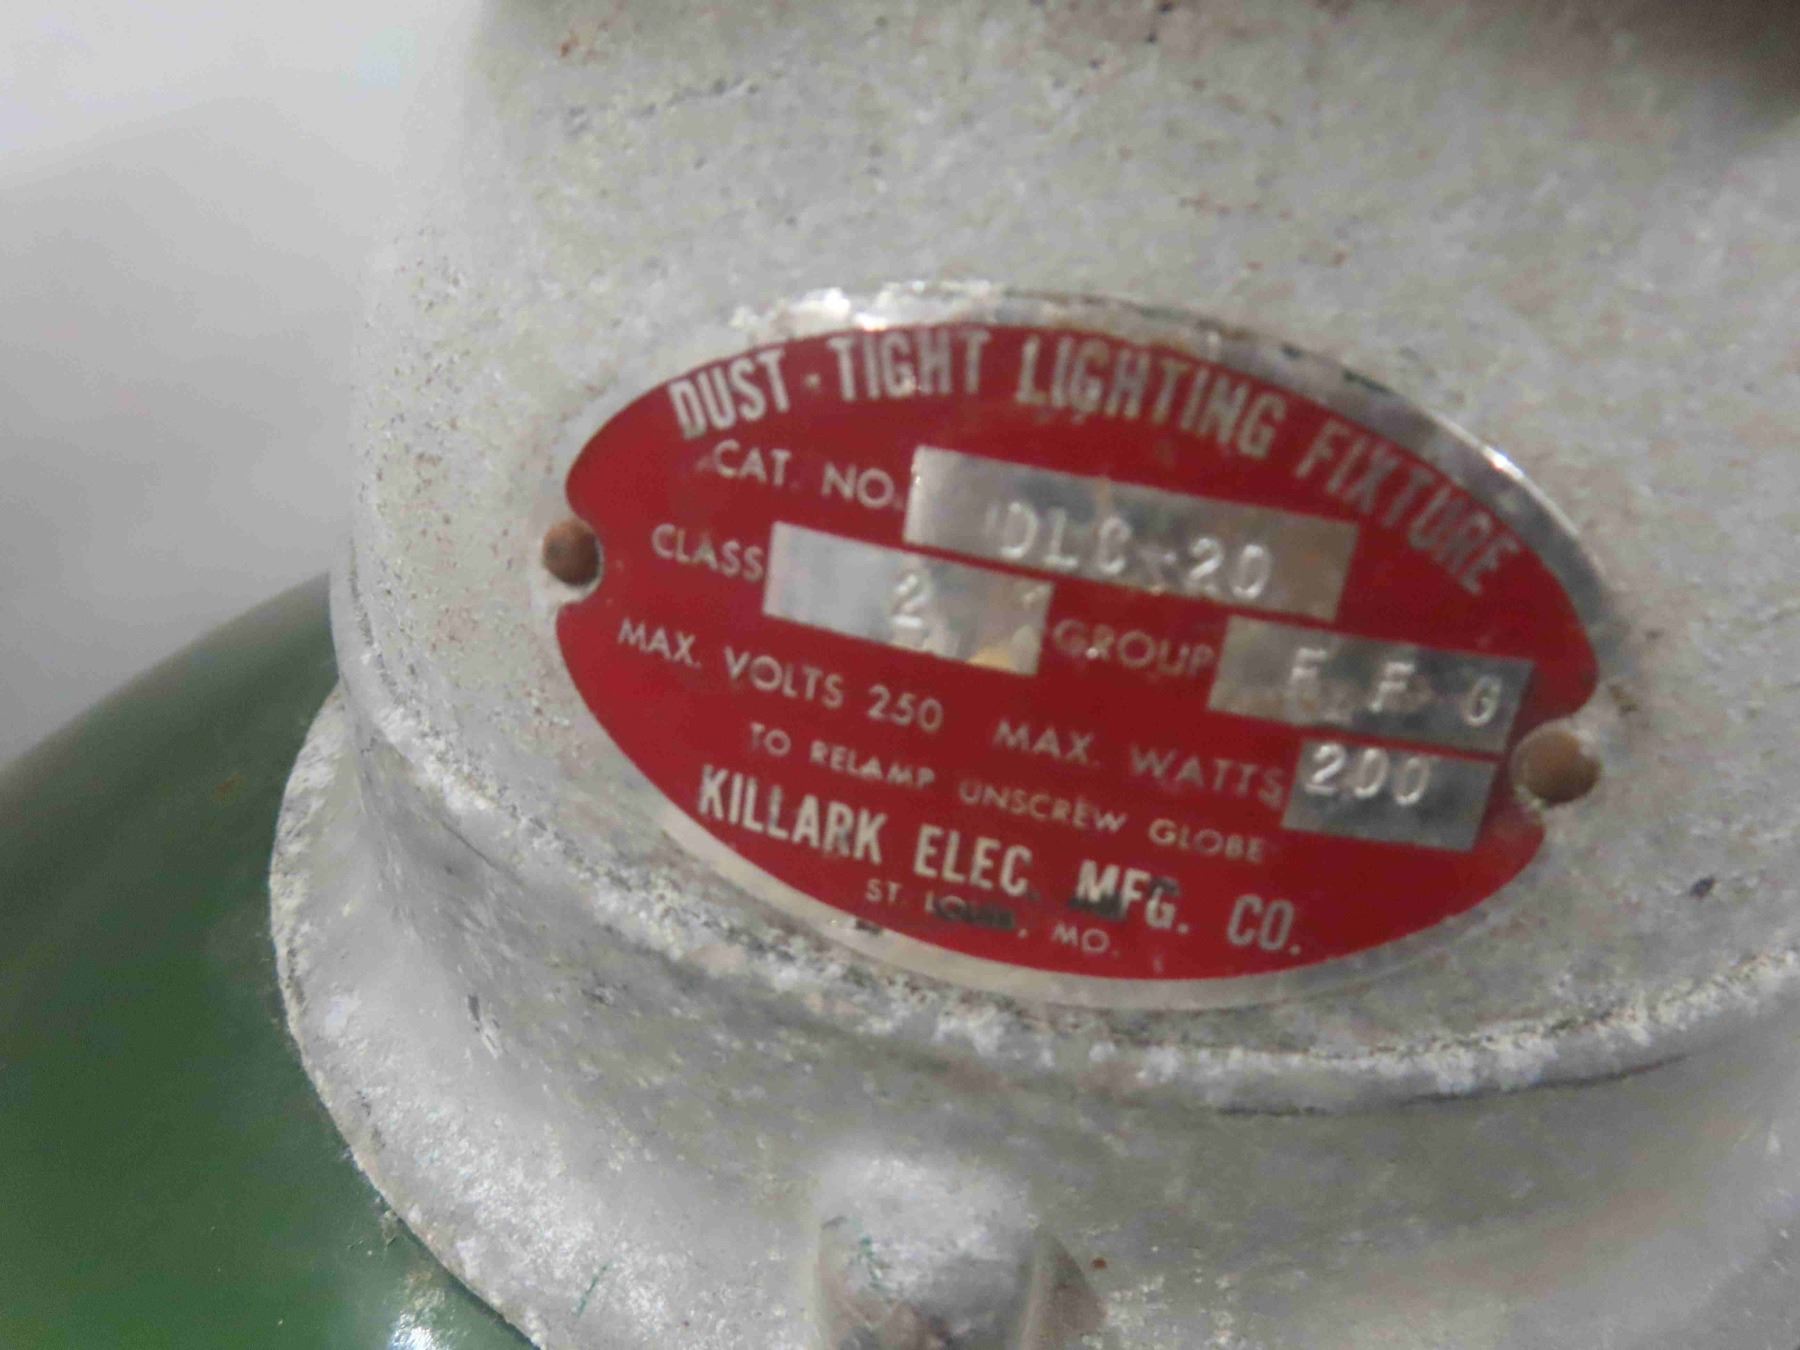 DUST-TIGHT LIGHTING FIXTURE
CAT. NO. DLC-20
CLASS 2 GROUP F F G
MAX. VOLTS 250 MAX. WATTS 200
TO RELAMP UNSCREW GLOBE
KILLARK ELEC. MFG. CO.
ST. LOUIS, MO.